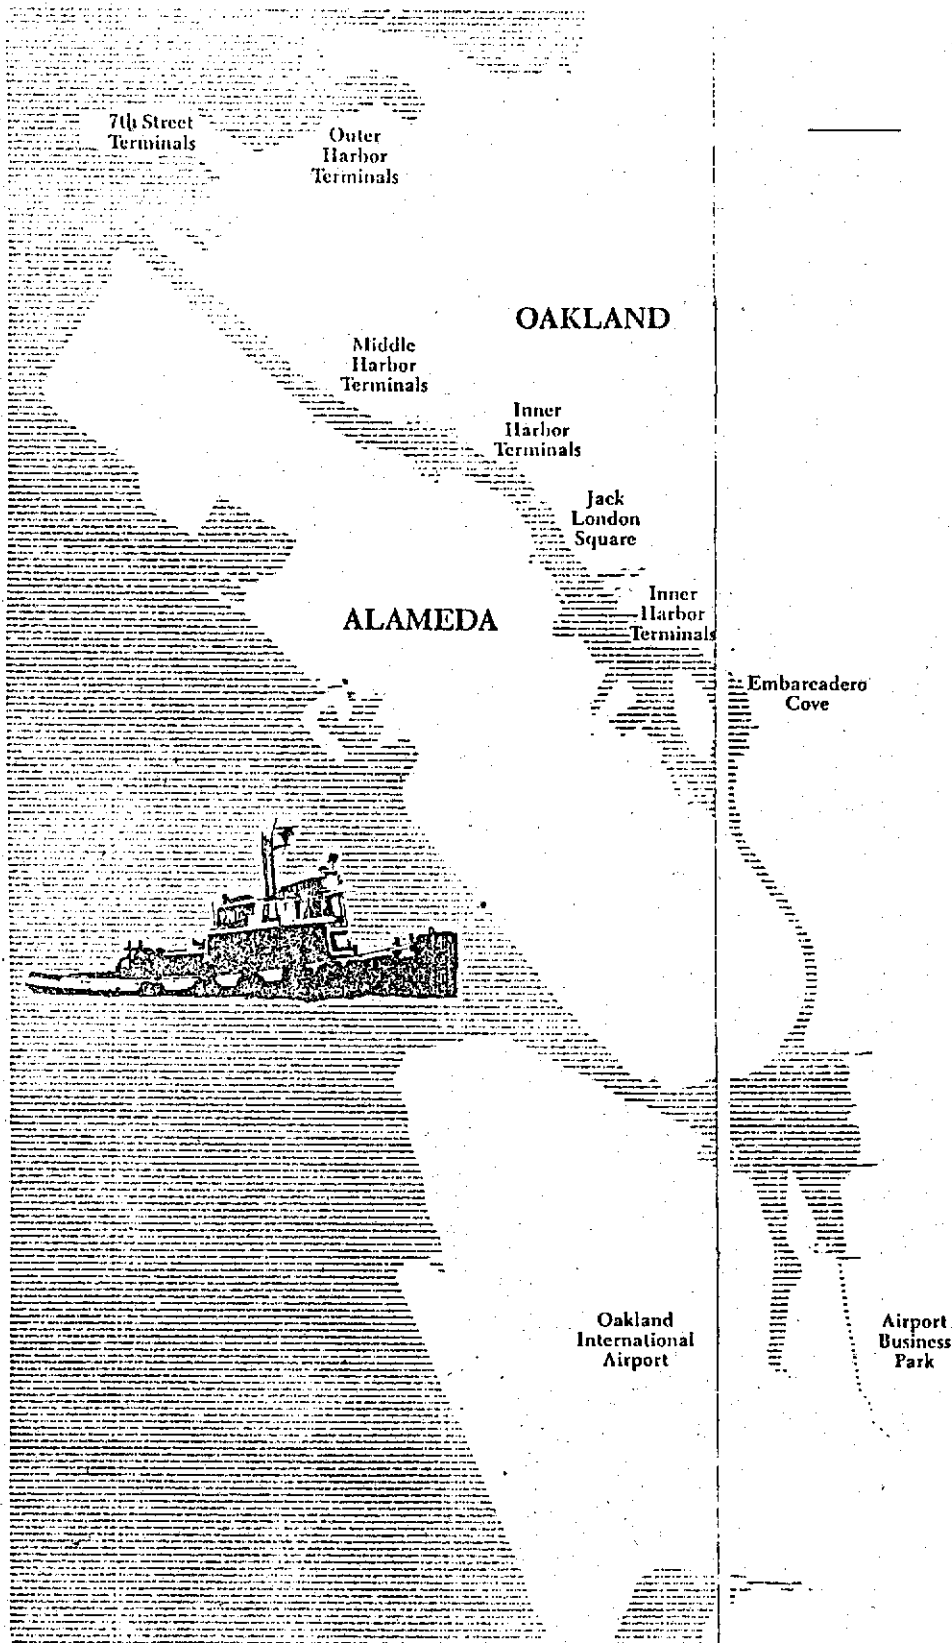 7th Street
Terminals
Outer
Harbor
Terminals
OAKLAND
Middle
Harbor
Terminals
Inner
Harbor
Terminals
Jack
London
Square
Inner
Harbor
Terminals
ALAMEDA
Embarcadero
Cove
Oakland
International
Airport
Airport
Business
Park